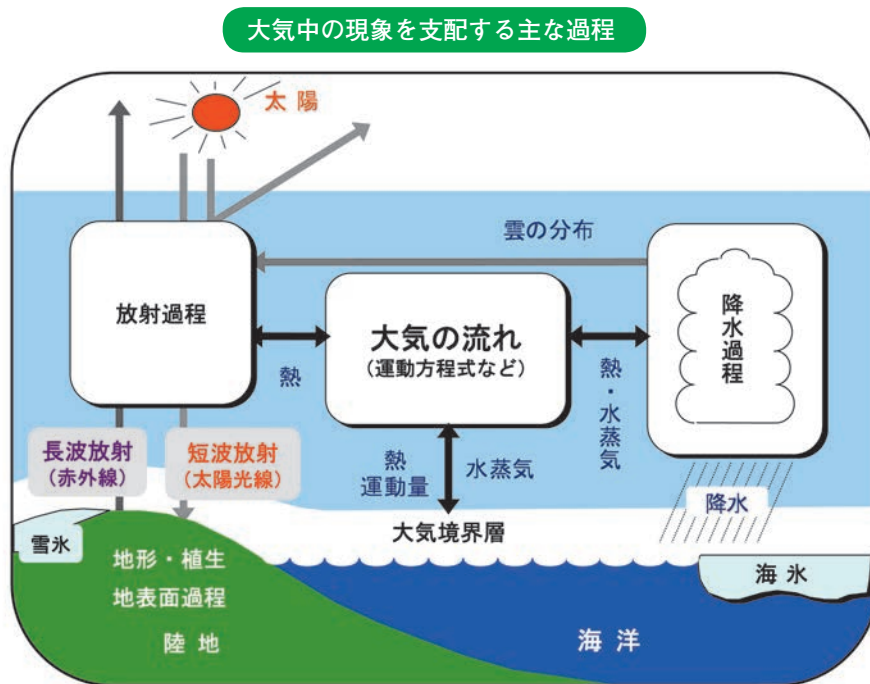 大気中の現象を支配する主な過程
太陽
雲の分布
放射過程
大気の流れ
(運動方程式など)
降水過程
熱
熱・水蒸気
長波放射
(赤外線)
短波放射
(太陽光線)
熱
運動量
水蒸気
降水
大気境界層
雪氷
地形・植生
地表面過程
陸地
海洋
海氷